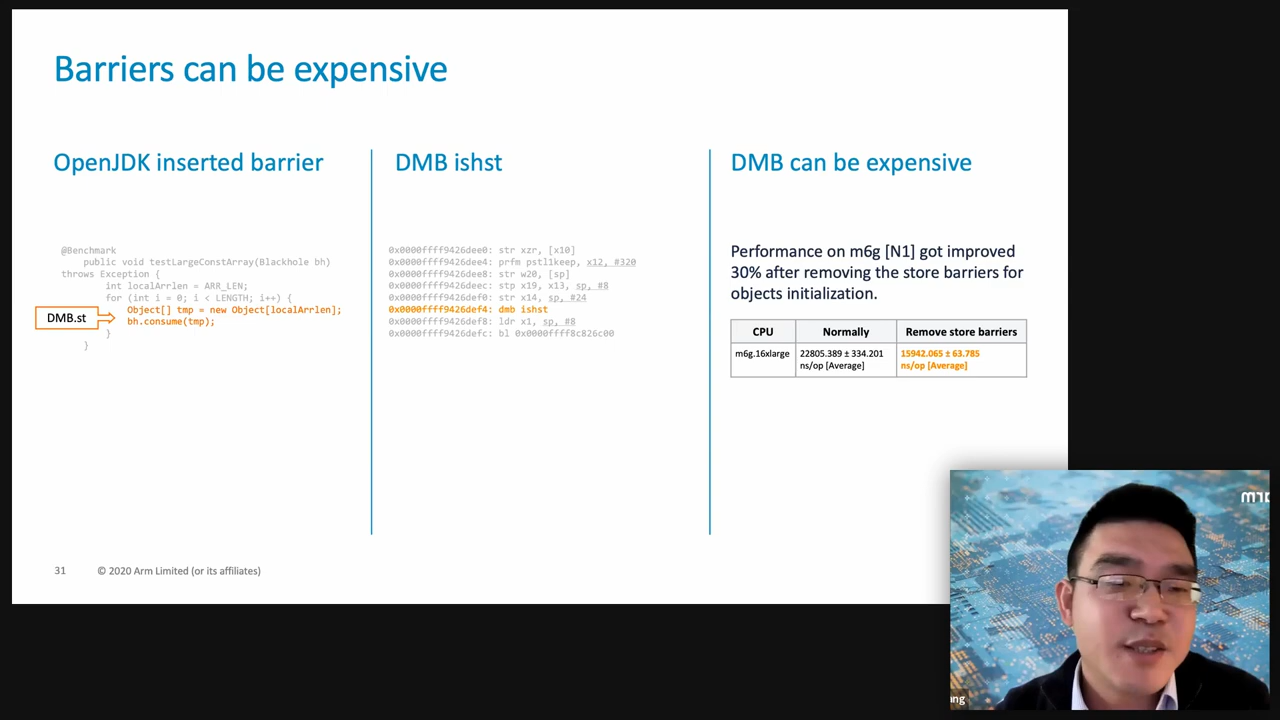 Barriers can be expensive
OpenJDK inserted barrier
@Benchmark
public void testLargeConstArray(Blackhole bh)
throws Exception {
int localArrlen = ARR_LEN;
for (int i = 0; i < LENGTH; i++) {
DMB.st
Object[] tmp = new Object[localArrlen];
bh.consume(tmp);
}
}
DMB ishst
0x0000ffff9426dee0: str xzr, [x10]
0x0000ffff9426dee4: prfm pstl1keep, x12, #320
0x0000ffff9426dee8: str w20, [sp]
0x0000ffff9426deec: stp x19, x13, sp, #8
0x0000ffff9426def0: str x14, sp, #24
0x0000ffff9426def4: dmb ishst
0x0000ffff9426def8: ldr x1, sp, #8
0x0000ffff9426defc: bl 0x0000ffff8c826c00
DMB can be expensive
Performance on m6g [N1] got improved
30% after removing the store barriers for
objects initialization.
CPU Normally Remove store barriers
m6g.16xlarge 22805.389 ± 334.201 15942.065 ± 63.785
ns/op [Average] ns/op [Average]
31 © 2020 Arm Limited (or its affiliates)
ang